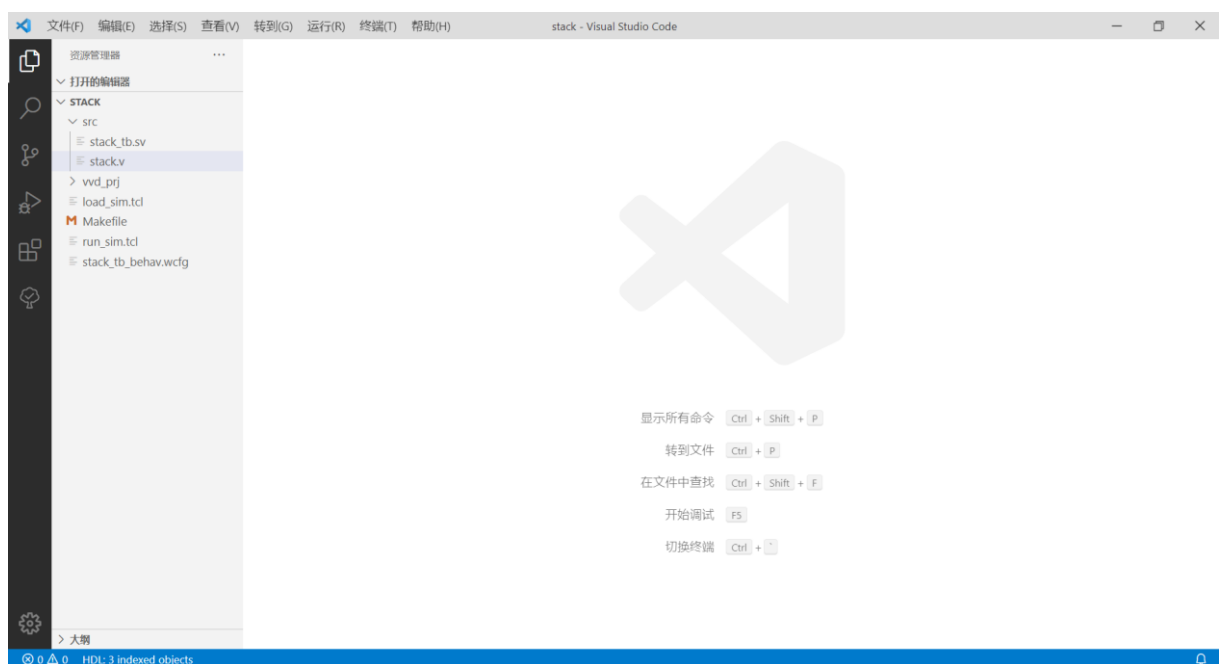 文件(F) 编辑(E) 选择(S) 查看(V) 转到(G) 运行(R) 终端(T) 帮助(H) stack - Visual Studio Code
资源管理器 ···
打开的编辑器
STACK
src
stack_tb.sv
stack.v
vvd_prj
load_sim.tcl
M Makefile
run_sim.tcl
stack_tb_behav.wcfg
显示所有命令 Ctrl + Shift + P
转到文件 Ctrl + P
在文件中查找 Ctrl + Shift + F
开始调试 F5
切换终端 Ctrl + `
大纲
0 0 HDL: 3 indexed objects